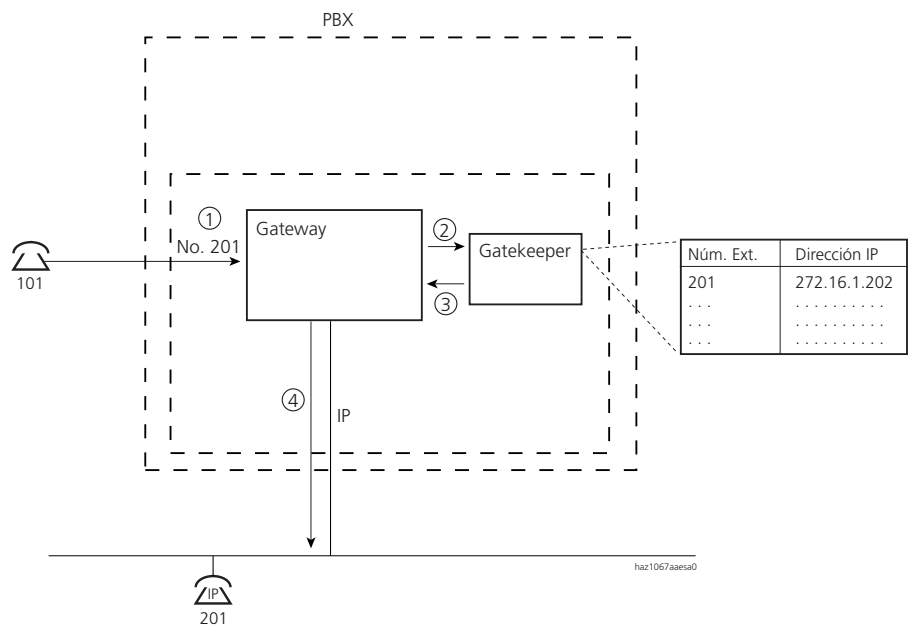 PBX
1
No. 201
101
Gateway
2
3
Gatekeeper
Núm. Ext. Dirección IP
201 272.16.1.202
. . . . . . . . . . . . .
. . . . . . . . . . . . .
. . . . . . . . . . . . .
4
IP
haz1067aaesa0
IP
201